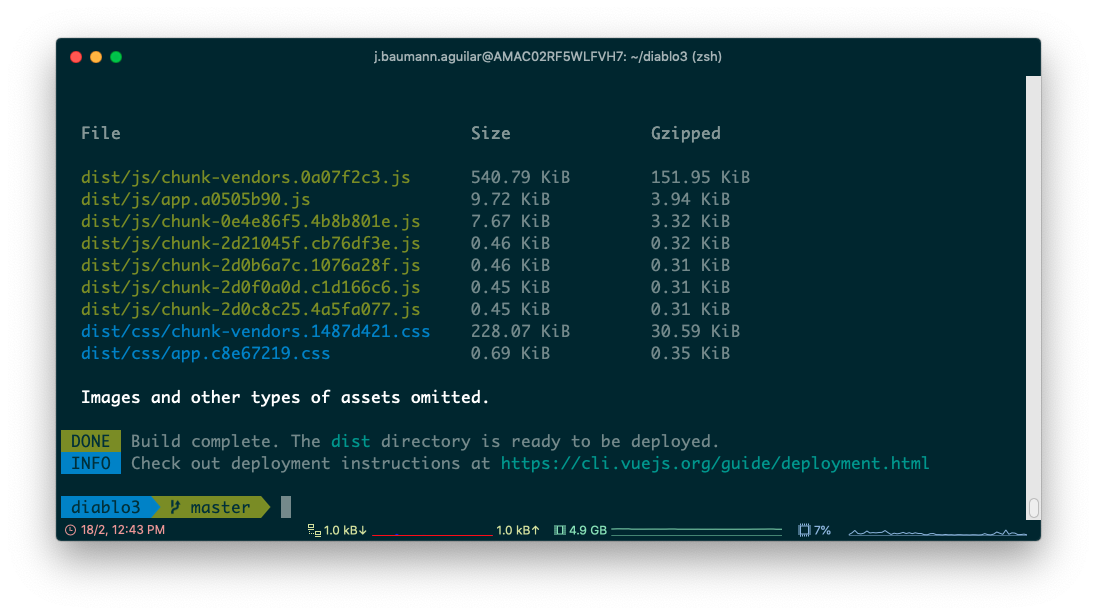 j.baumann.aguilar@AMAC02RF5WLFVH7: ~/diablo3 (zsh)
File Size Gzipped
dist/js/chunk-vendors.0a07f2c3.js 540.79 KiB 151.95 KiB
dist/js/app.a0505b90.js 9.72 KiB 3.94 KiB
dist/js/chunk-0e4e86f5.4b8b801e.js 7.67 KiB 3.32 KiB
dist/js/chunk-2d21045f.cb76df3e.js 0.46 KiB 0.32 KiB
dist/js/chunk-2d0b6a7c.1076a28f.js 0.46 KiB 0.31 KiB
dist/js/chunk-2d0f0a0d.c1d166c6.js 0.45 KiB 0.31 KiB
dist/js/chunk-2d0c8c25.4a5fa077.js 0.45 KiB 0.31 KiB
dist/css/chunk-vendors.1487d421.css 228.07 KiB 30.59 KiB
dist/css/app.c8e67219.css 0.69 KiB 0.35 KiB
Images and other types of assets omitted.
DONE Build complete. The dist directory is ready to be deployed.
INFO Check out deployment instructions at https://cli.vuejs.org/guide/deployment.html
diablo3 master
18/2, 12:43 PM 1.0 kB↓ 1.0 kB↑ 4.9 GB 7%